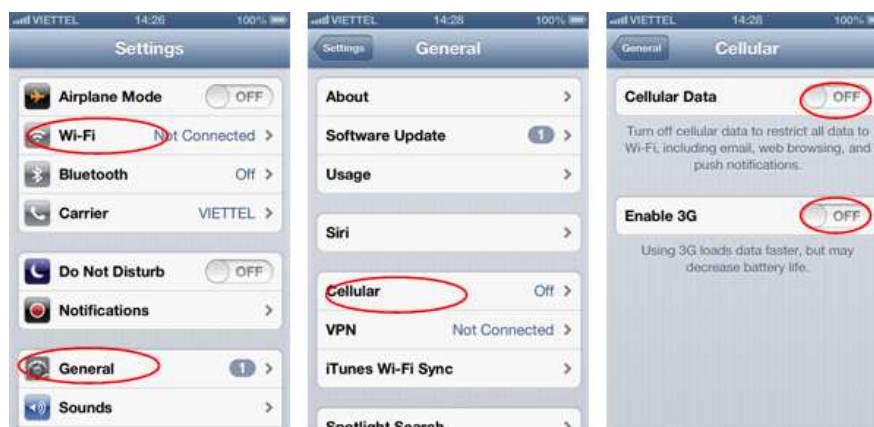 VIETTEL 14:26 100%
Settings
Airplane Mode OFF
Wi-Fi Not Connected
Bluetooth Off
Carrier VIETTEL
Do Not Disturb OFF
Notifications
General 1
Sounds
VIETTEL 14:28 100%
Settings General
About
Software Update 1
Usage
Siri
Cellular Off
VPN Not Connected
iTunes Wi-Fi Sync
Spotlight Search
VIETTEL 14:28 100%
General Cellular
Cellular Data OFF
Turn off cellular data to restrict all data to
Wi-Fi, including email, web browsing, and
push notifications.
Enable 3G OFF
Using 3G loads data faster, but may
decrease battery life.